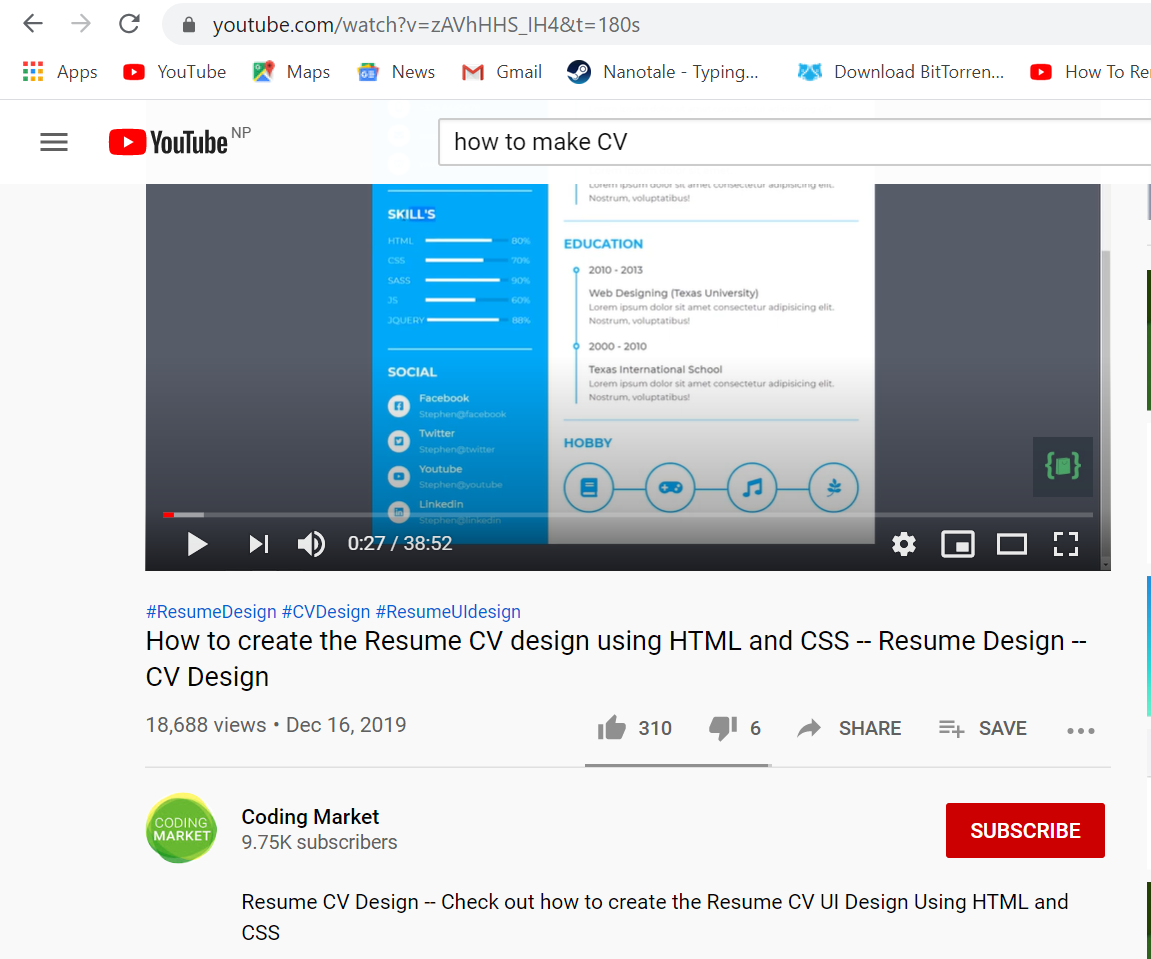 youtube.com/watch?v=zAVhHHS_IH4&t=180s
Apps YouTube Maps News Gmail Nanotale - Typing... Download BitTorren... How To Re
YouTube NP
how to make CV
Lorem ipsum dolor sit amet consectetur adipisicing elit.
Nostrum, voluptatibus!
SKILL'S
HTML 80%
CSS 70%
SASS 90%
JS 60%
JQUERY 88%
SOCIAL
Facebook
Stephen@facebook
Twitter
Stephen@twitter
Youtube
Stephen@youtube
Linkedin
Stephen@linkedin
EDUCATION
2010 - 2013
Web Designing (Texas University)
Lorem ipsum dolor sit amet consectetur adipisicing elit.
Nostrum, voluptatibus!
2000 - 2010
Texas International School
Lorem ipsum dolor sit amet consectetur adipisicing elit.
Nostrum, voluptatibus!
HOBBY
0:27 / 38:52
#ResumeDesign #CVDesign #ResumeUIdesign
How to create the Resume CV design using HTML and CSS -- Resume Design --
CV Design
18,688 views • Dec 16, 2019
310 6 SHARE SAVE
CODING
MARKET
Coding Market
9.75K subscribers
SUBSCRIBE
Resume CV Design -- Check out how to create the Resume CV UI Design Using HTML and
CSS